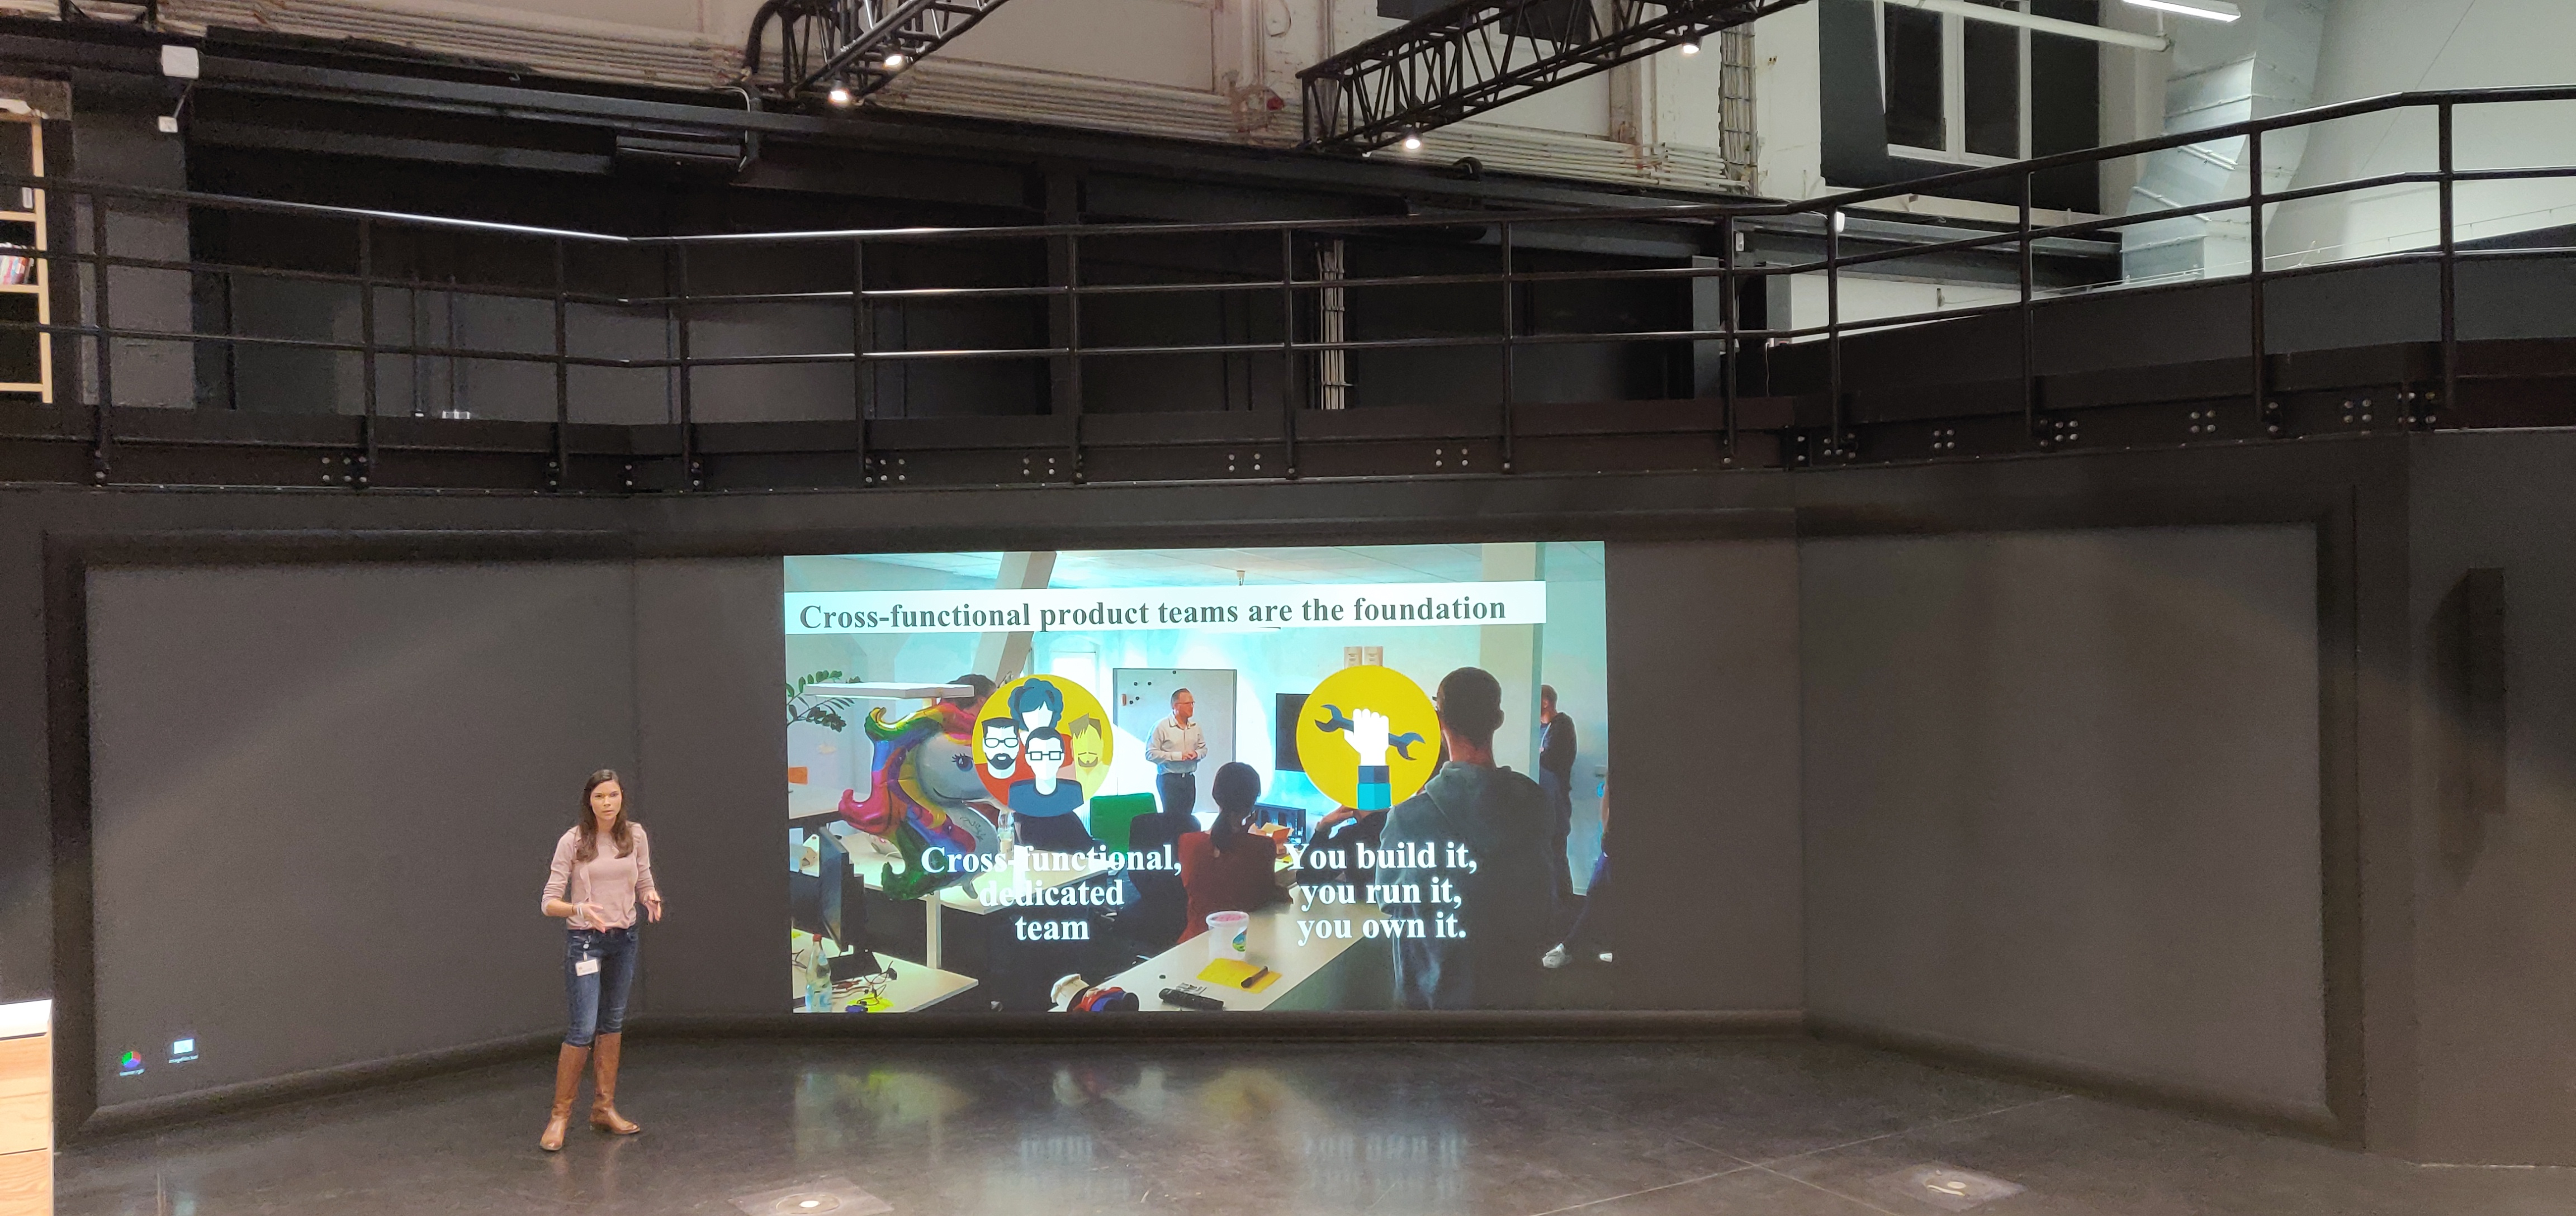 Cross-functional product teams are the foundation
Cross-functional,
dedicated
team
You build it,
you run it,
you own it.